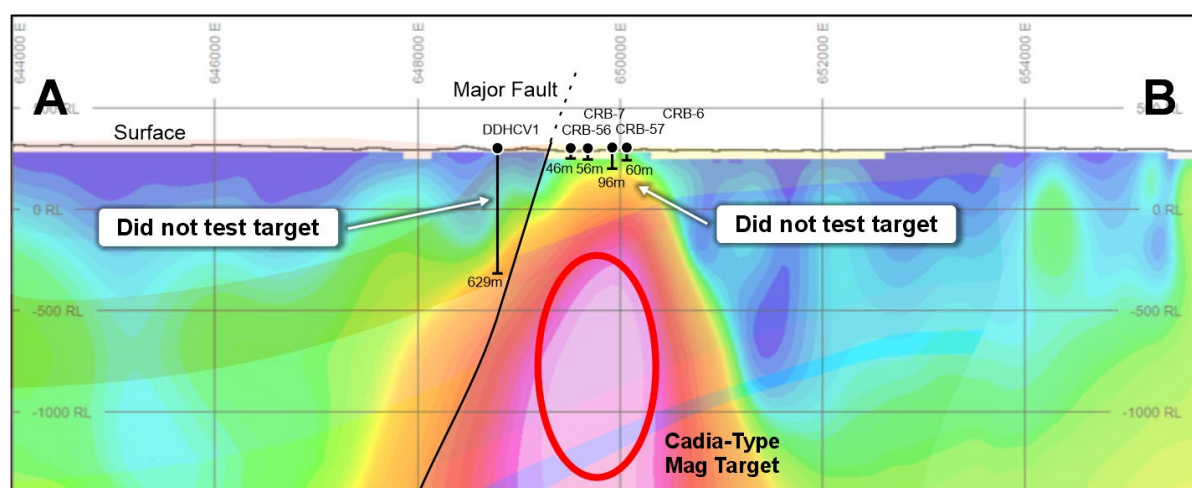 644000 E
646000 E
648000 E
650000 E
652000 E
654000 E
A
B
Major Fault
CRB-7
CRB-6
Surface
DDHCV1
CRB-56
CRB-57
46m
56m
96m
60m
0 RL
0 RL
Did not test target
Did not test target
629m
-500 RL
-500 RL
-1000 RL
-1000 RL
Cadia-Type
Mag Target